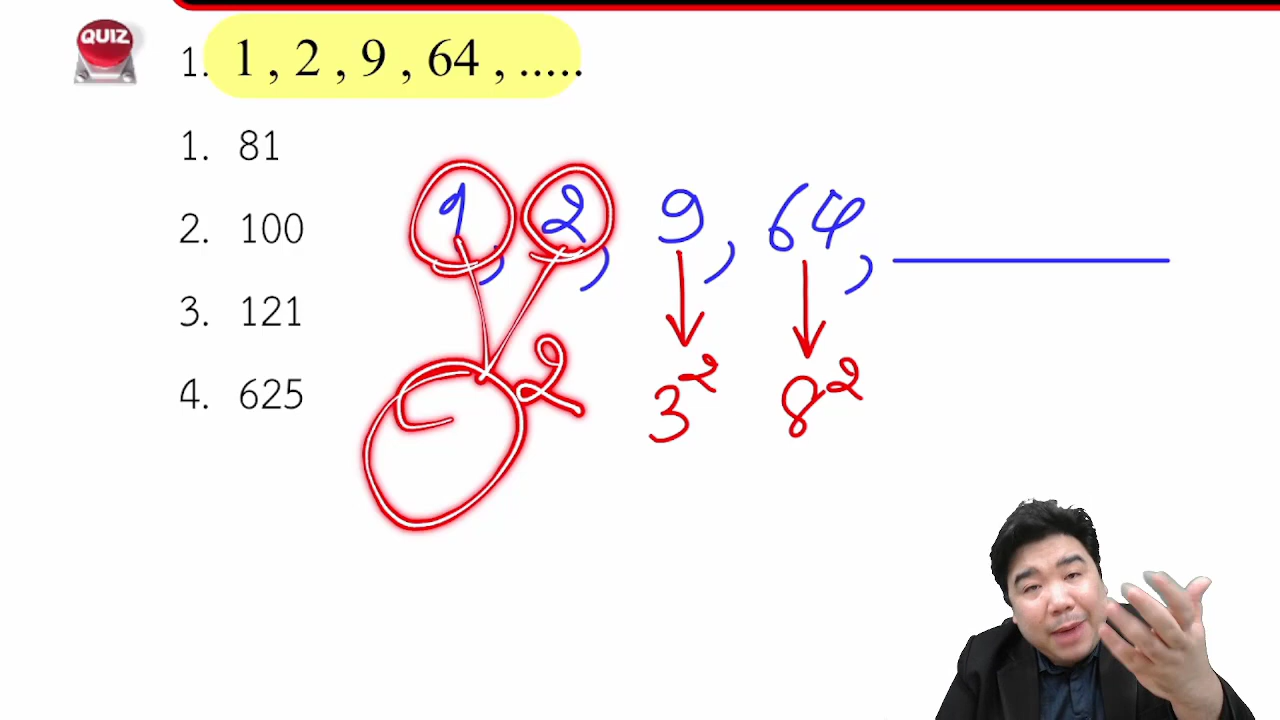 QUIZ
1. 1 , 2 , 9 , 64 , .....
1. 81
2. 100
3. 121
4. 625
1 , 2 , 9 , 64 ,
2 3² 8²